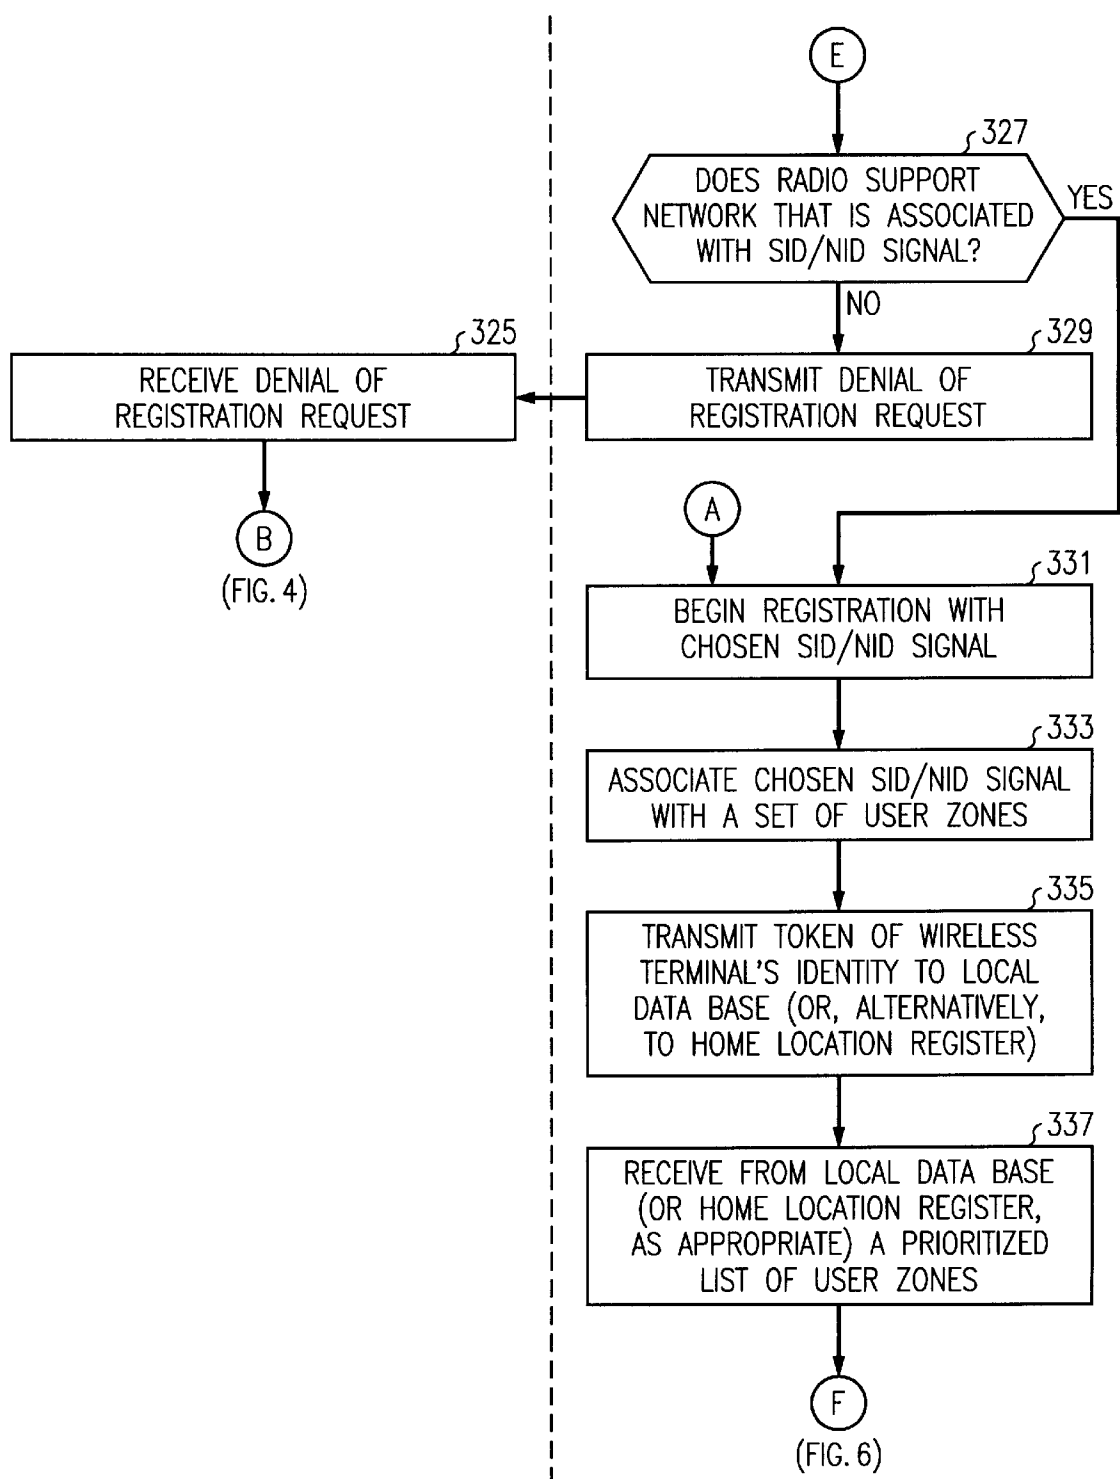 E
327
DOES RADIO SUPPORT
NETWORK THAT IS ASSOCIATED
WITH SID/NID SIGNAL?
YES
NO
325
RECEIVE DENIAL OF
REGISTRATION REQUEST
329
TRANSMIT DENIAL OF
REGISTRATION REQUEST
B
(FIG. 4)
A
331
BEGIN REGISTRATION WITH
CHOSEN SID/NID SIGNAL
333
ASSOCIATE CHOSEN SID/NID SIGNAL
WITH A SET OF USER ZONES
335
TRANSMIT TOKEN OF WIRELESS
TERMINAL'S IDENTITY TO LOCAL
DATA BASE (OR, ALTERNATIVELY,
TO HOME LOCATION REGISTER)
337
RECEIVE FROM LOCAL DATA BASE
(OR HOME LOCATION REGISTER,
AS APPROPRIATE) A PRIORITIZED
LIST OF USER ZONES
F
(FIG. 6)